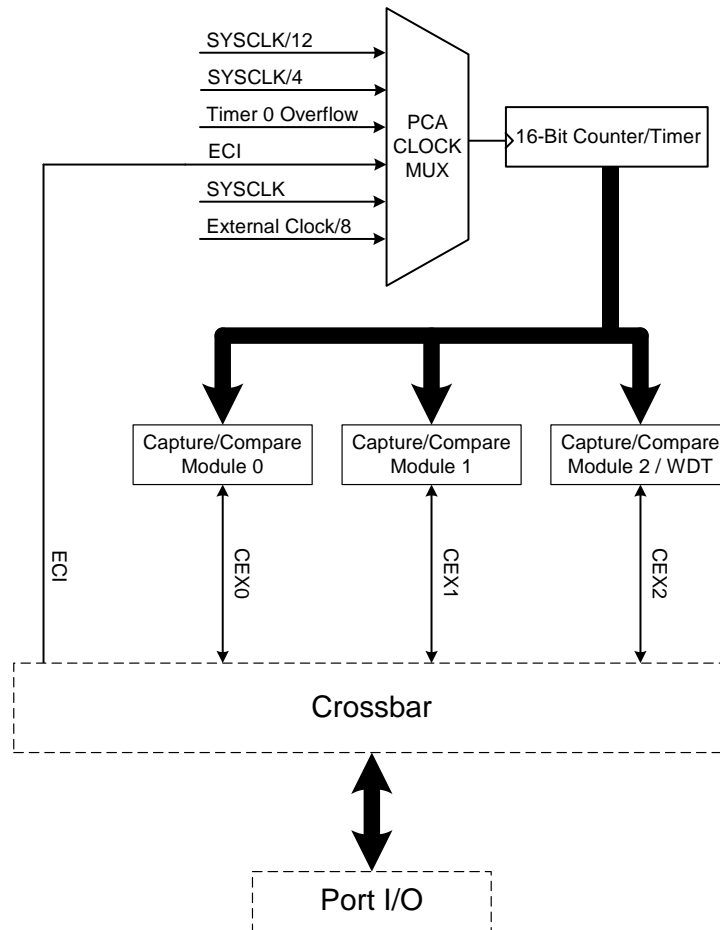 SYSCLK/12
SYSCLK/4
Timer 0 Overflow
ECI
SYSCLK
External Clock/8
PCA
CLOCK
MUX
16-Bit Counter/Timer
Capture/Compare
Module 0
Capture/Compare
Module 1
Capture/Compare
Module 2 / WDT
ECI
CEX0
CEX1
CEX2
Crossbar
Port I/O